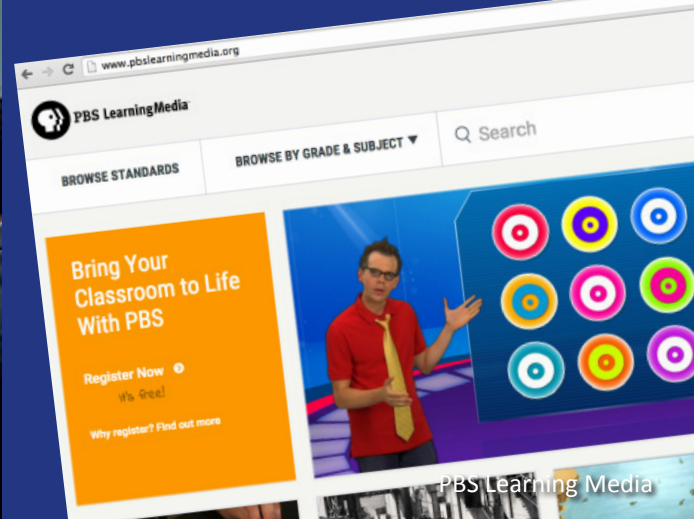 www.pbslearningmedia.org
PBS LearningMedia
BROWSE STANDARDS
BROWSE BY GRADE & SUBJECT
Search
Bring Your
Classroom to Life
With PBS
Register Now
it's free!
Why register? Find out more
PBS Learning Media